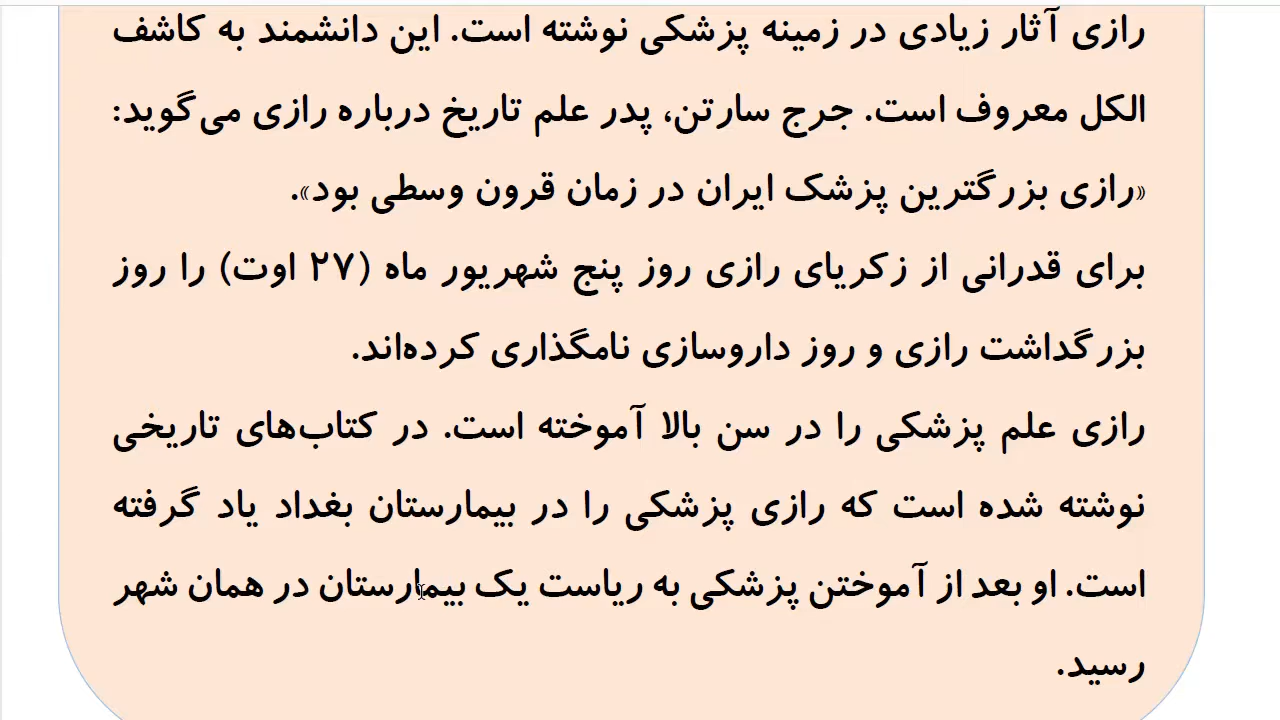 رازی آثار زیادی در زمینه پزشکی نوشته است. این دانشمند به کاشف
الکل معروف است. جرج سارتن، پدر علم تاریخ درباره رازی می‌گوید:
«رازی بزرگترین پزشک ایران در زمان قرون وسطی بود».
برای قدرانی از زکریای رازی روز پنج شهریور ماه (۲۷ اوت) را روز
بزرگداشت رازی و روز داروسازی نامگذاری کرده‌اند.
رازی علم پزشکی را در سن بالا آموخته است. در کتاب‌های تاریخی
نوشته شده است که رازی پزشکی را در بیمارستان بغداد یاد گرفته
است. او بعد از آموختن پزشکی به ریاست یک بیمارستان در همان شهر
رسید.